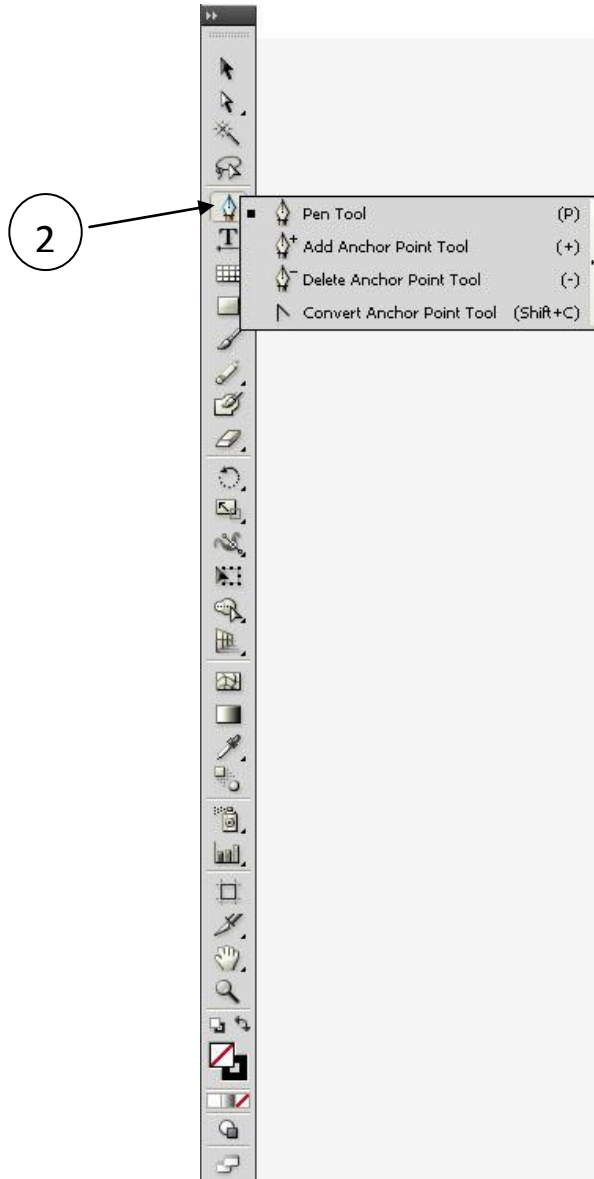 2
Pen Tool (P)
Add Anchor Point Tool (+)
Delete Anchor Point Tool (-)
Convert Anchor Point Tool (Shift+C)
T